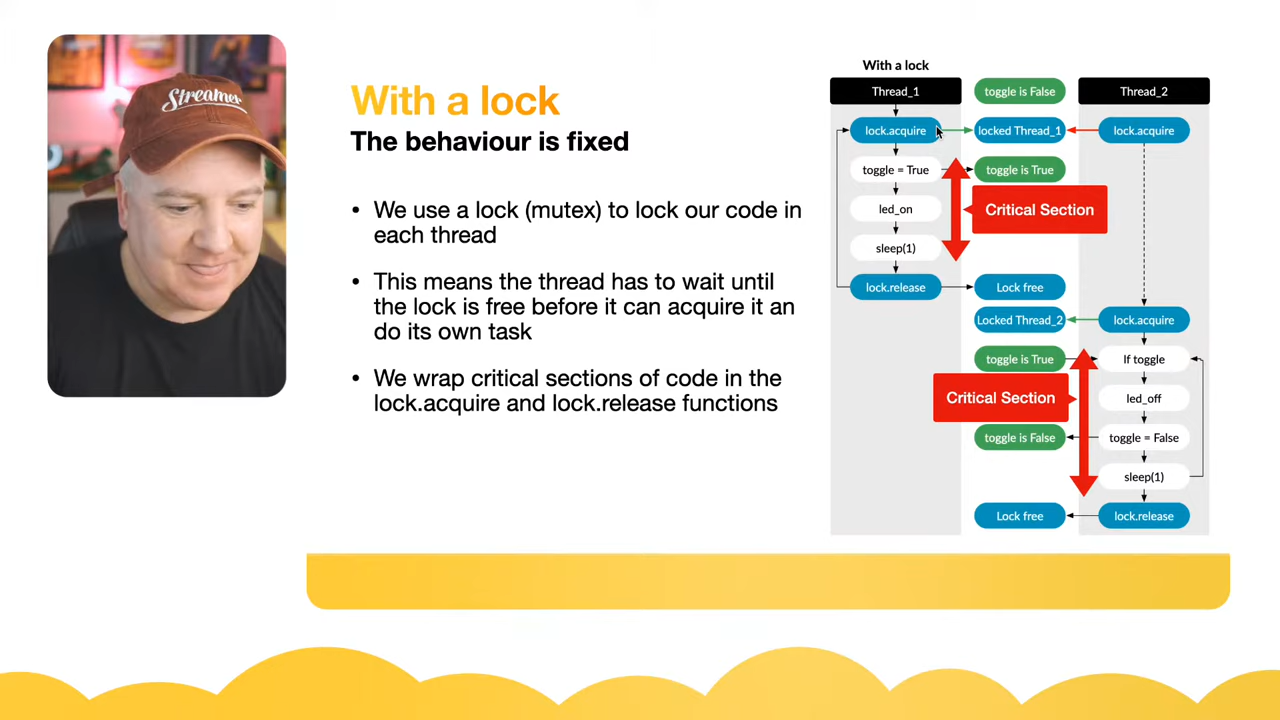 Streamer
With a lock
The behaviour is fixed
• We use a lock (mutex) to lock our code in
each thread
• This means the thread has to wait until
the lock is free before it can acquire it an
do its own task
• We wrap critical sections of code in the
lock.acquire and lock.release functions
With a lock
Thread_1
toggle is False
Thread_2
lock.acquire
locked Thread_1
lock.acquire
toggle = True
toggle is True
led_on
Critical Section
sleep(1)
lock.release
Lock free
Locked Thread_2
lock.acquire
toggle is True
If toggle
Critical Section
led_off
toggle is False
toggle = False
sleep(1)
Lock free
lock.release